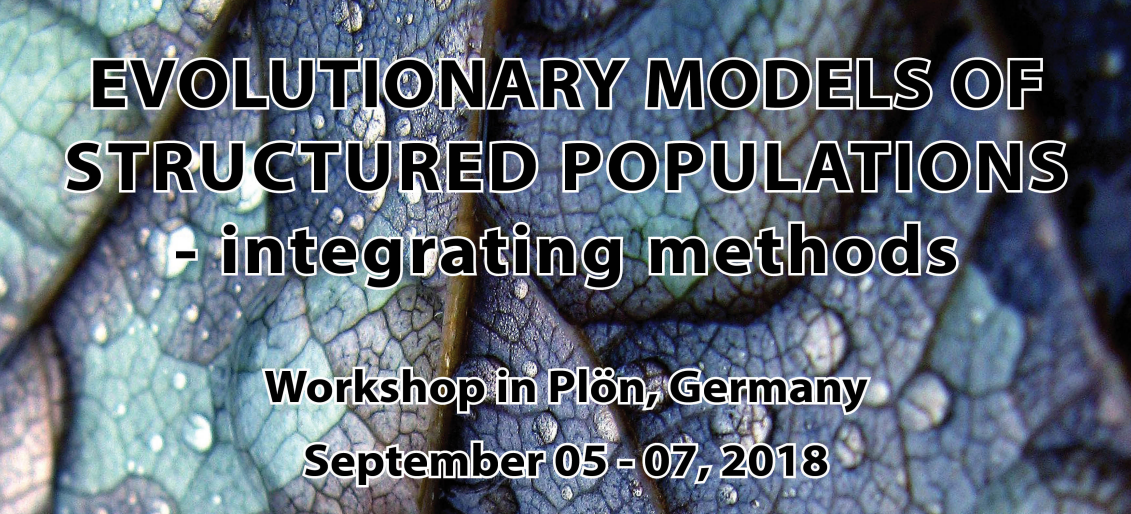 EVOLUTIONARY MODELS OF
STRUCTURED POPULATIONS
- integrating methods
Workshop in Plön, Germany
September 05 - 07, 2018